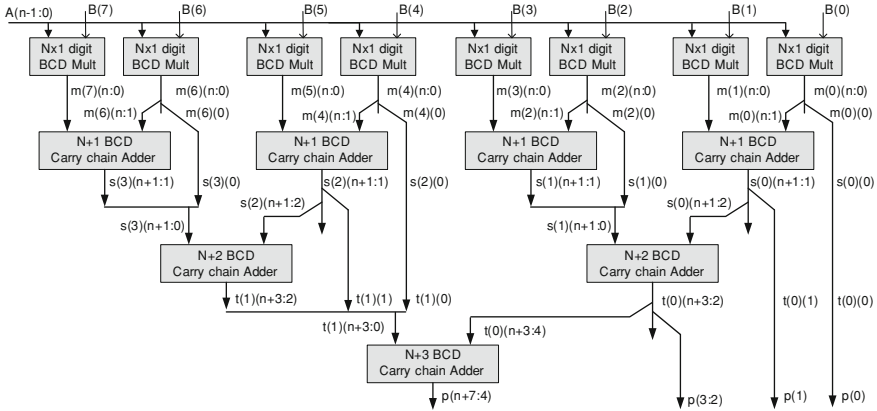 A(n-1:0)
B(7) B(6) B(5) B(4) B(3) B(2) B(1) B(0)
Nx1 digit Nx1 digit Nx1 digit Nx1 digit Nx1 digit Nx1 digit Nx1 digit Nx1 digit
BCD Mult BCD Mult BCD Mult BCD Mult BCD Mult BCD Mult BCD Mult BCD Mult
m(7)(n:0) m(6)(n:0) m(5)(n:0) m(4)(n:0) m(3)(n:0) m(2)(n:0) m(1)(n:0) m(0)(n:0)
m(6)(n:1) m(6)(0) m(4)(n:1) m(4)(0) m(2)(n:1) m(2)(0) m(0)(n:1) m(0)(0)
N+1 BCD N+1 BCD N+1 BCD N+1 BCD
Carry chain Adder Carry chain Adder Carry chain Adder Carry chain Adder
s(3)(n+1:1) s(3)(0) s(2)(n+1:1) s(2)(0) s(1)(n+1:1) s(1)(0) s(0)(n+1:1) s(0)(0)
s(2)(n+1:2) s(0)(n+1:2)
s(3)(n+1:0) s(1)(n+1:0)
N+2 BCD N+2 BCD
Carry chain Adder Carry chain Adder
t(1)(n+3:2) t(1)(1) t(1)(0) t(0)(n+3:2) t(0)(1) t(0)(0)
t(1)(n+3:0) t(0)(n+3:4)
N+3 BCD
Carry chain Adder
p(n+7:4) p(3:2) p(1) p(0)